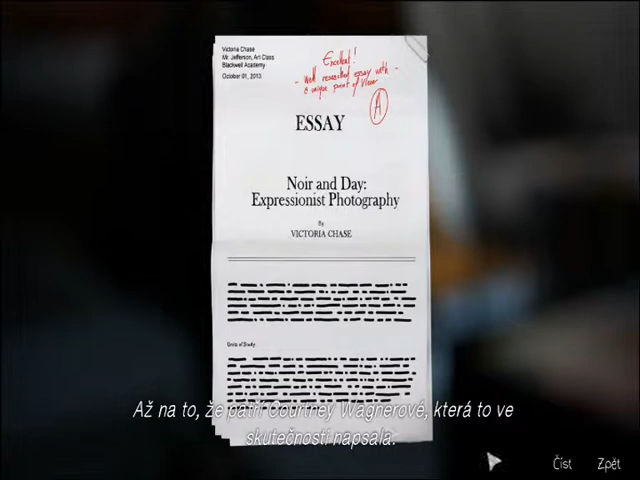 Victoria Chase
Mr. Jefferson, Art Class
Blackwell Academy
October 01, 2013
Excellent!
- Well researched essay with -
a unique point of View
A
ESSAY
Noir and Day:
Expressionist Photography
By
VICTORIA CHASE
Až na to, že patří Courtney Wagnerové, která to ve
skutečnosti napsala.
Číst Zpět